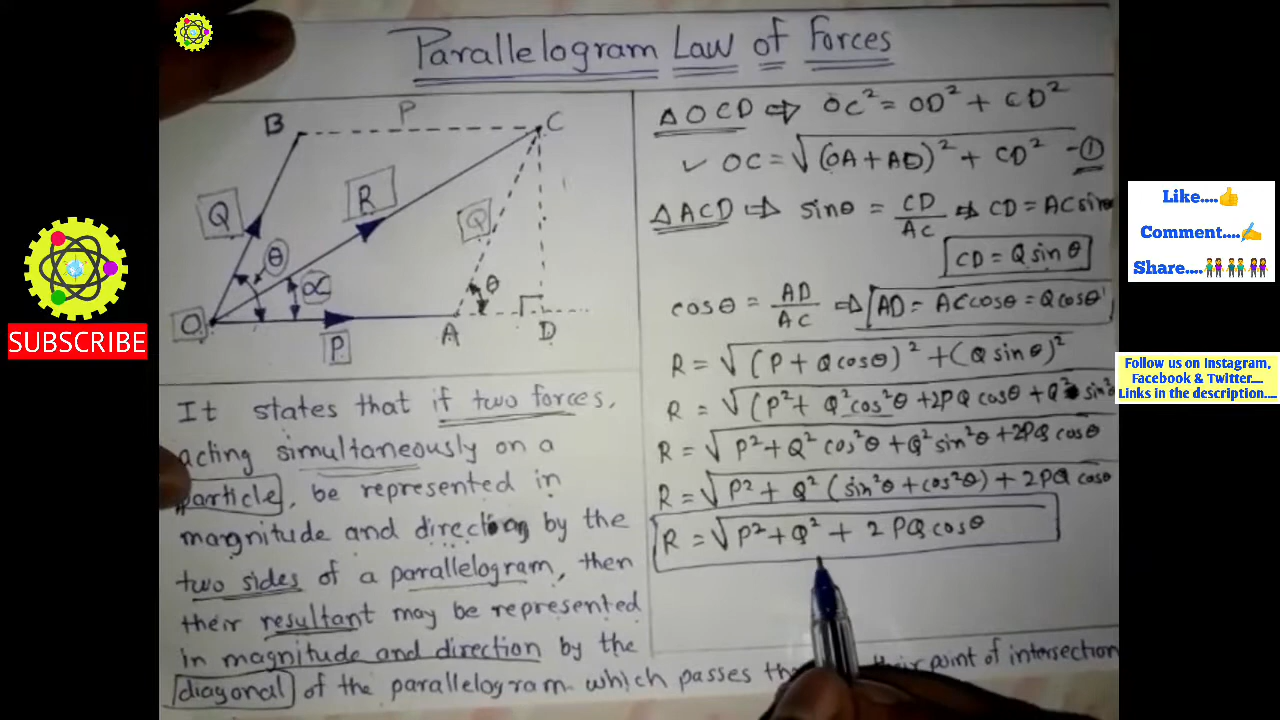 Parallelogram Law of Forces
B
P
C
Q
R
Q
θ
α
θ
O
P
A
D
It states that if two forces,
acting simultaneously on a
particle, be represented in
magnitude and direction by the
two sides of a parallelogram, then
their resultant may be represented
in magnitude and direction by the
diagonal of the parallelogram which passes their point of intersection
△OCD ⇒ OC² = OD² + CD²
✓ OC = √(OA + AD)² + CD² -①
△ACD ⇒ sinθ = CD/AC ⇒ CD = AC sinθ
CD = Q sinθ
cosθ = AD/AC ⇒ AD = AC cosθ = Q cosθ
R = √(P + Q cosθ)² + (Q sinθ)²
R = √(P² + Q² cos²θ + 2PQ cosθ + Q² sin²θ
R = √P² + Q² cos²θ + Q² sin²θ + 2PQ cosθ
R = √P² + Q² (sin²θ + cos²θ) + 2PQ cosθ
R = √P² + Q² + 2PQ cosθ
SUBSCRIBE
Like....👍
Comment....✍
Share....👫👫👫
Follow us on Instagram,
Facebook & Twitter....
Links in the description....